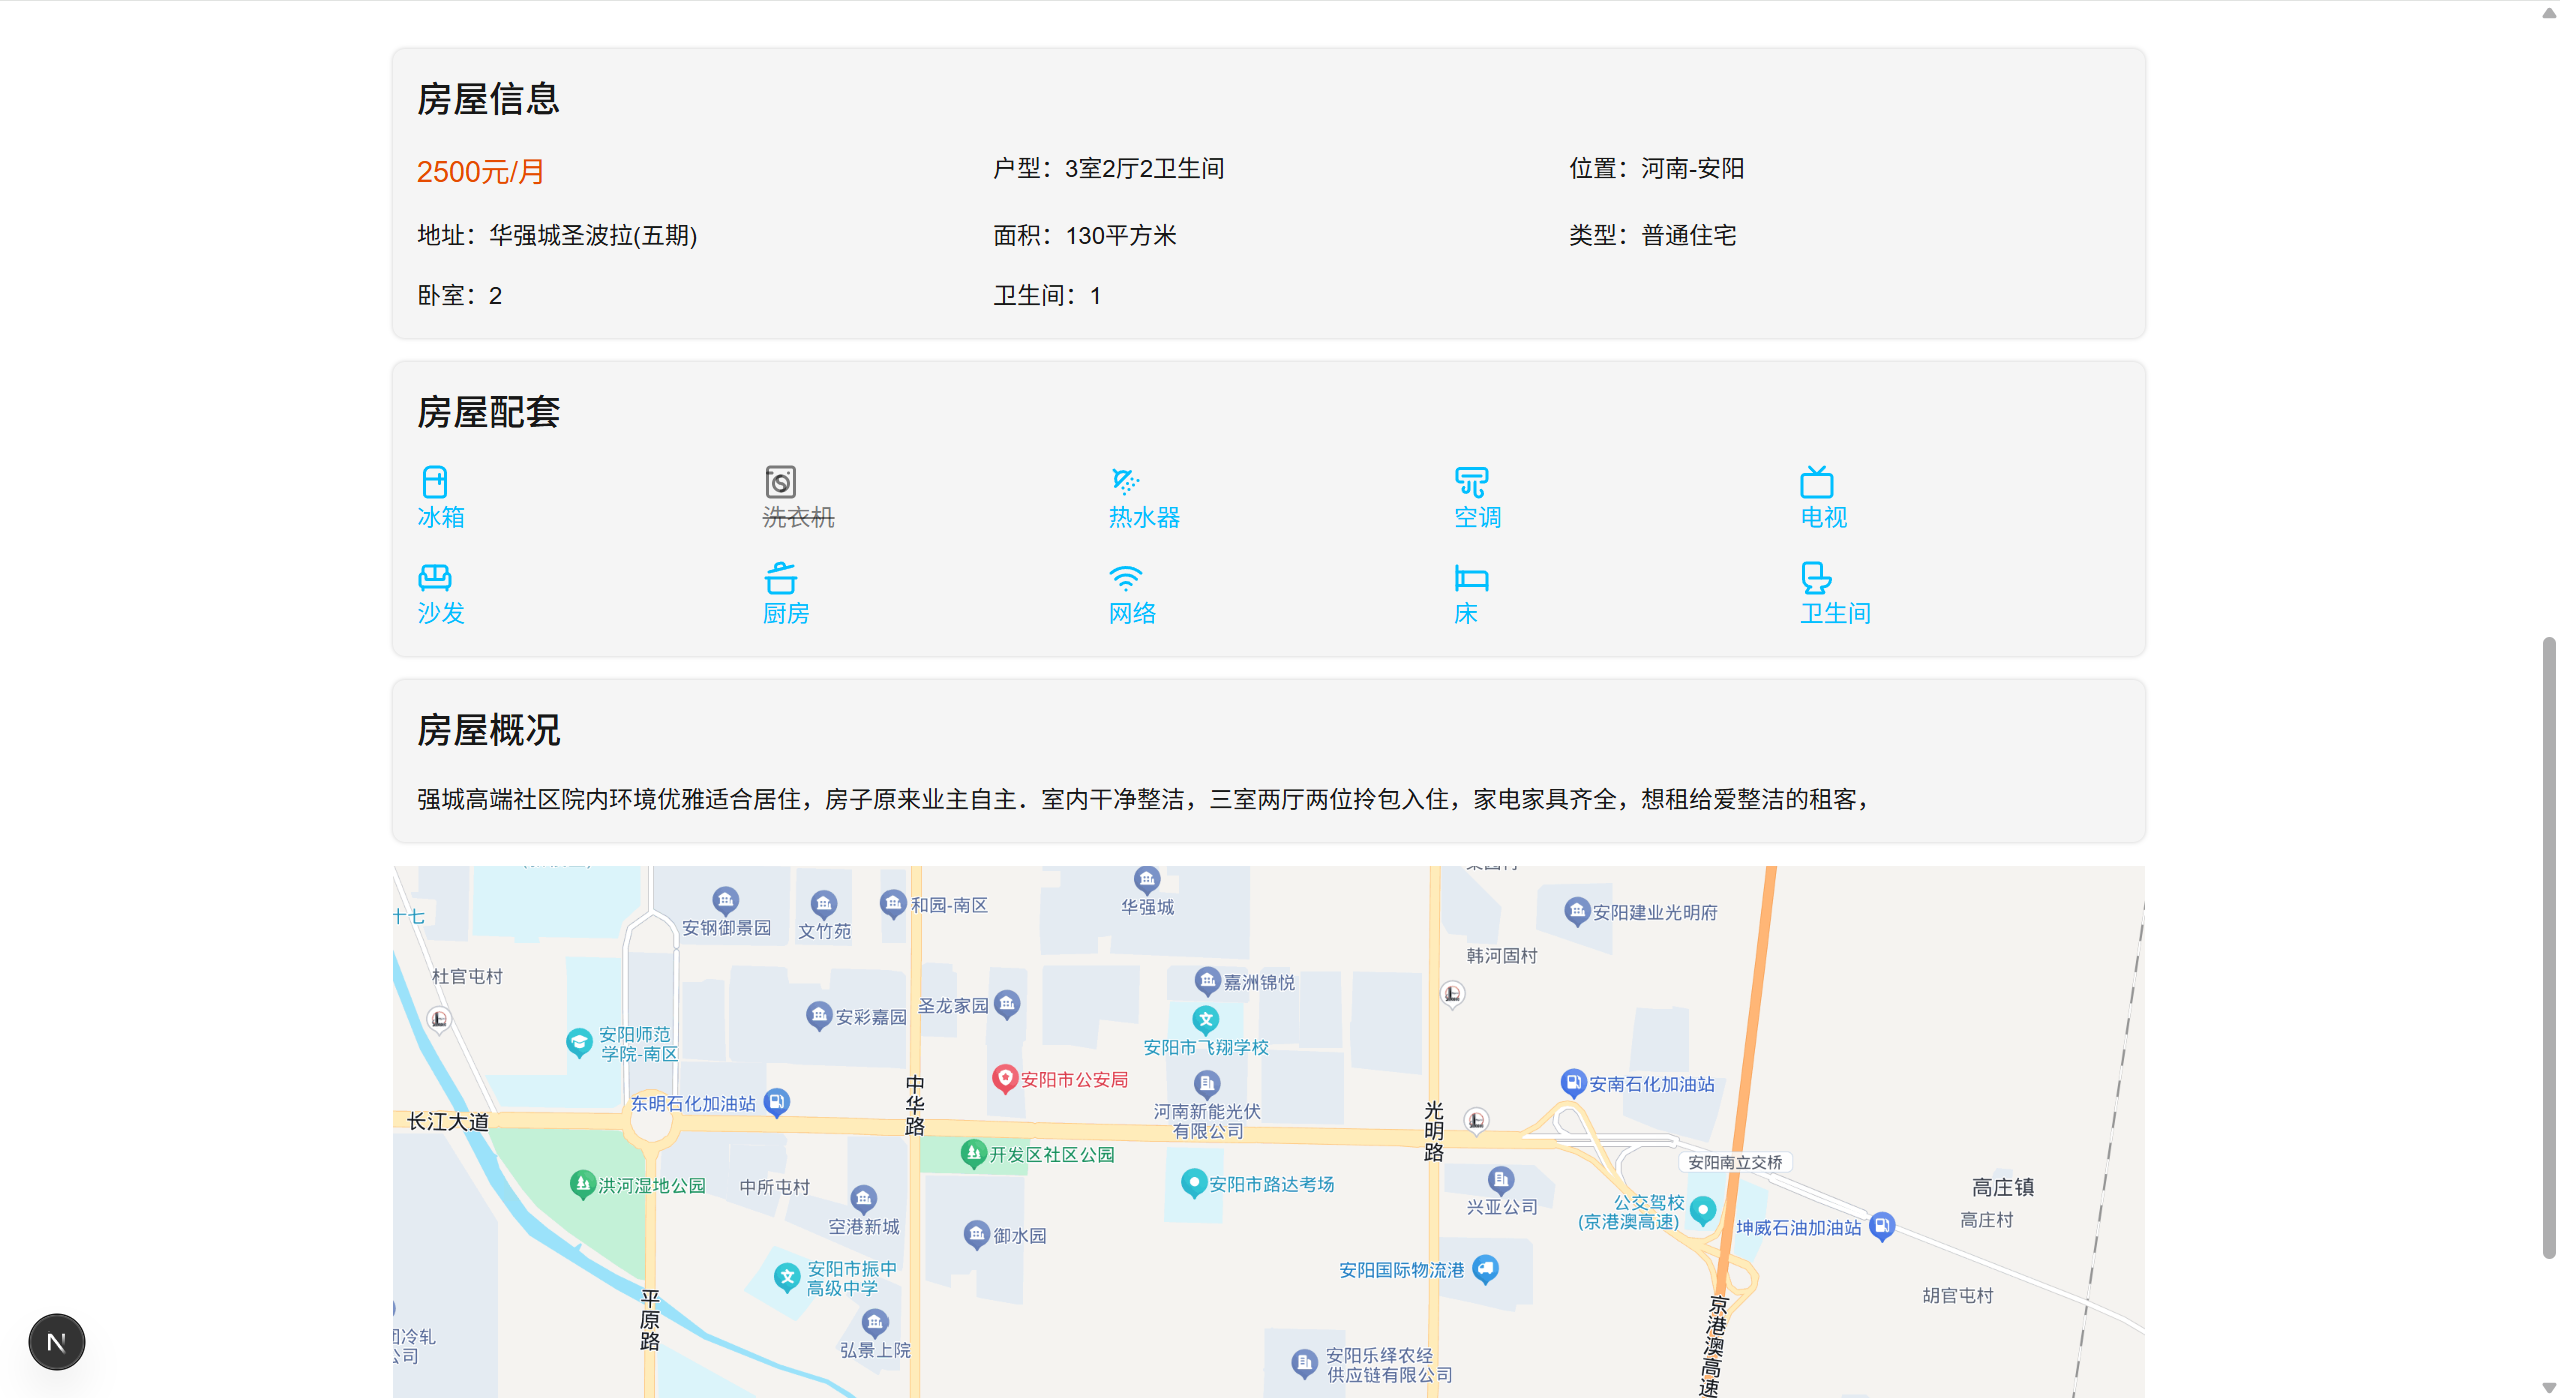 房屋信息
2500元/月
户型：3室2厅2卫生间
位置：河南-安阳
地址：华强城圣波拉(五期)
面积：130平方米
类型：普通住宅
卧室：2
卫生间：1
房屋配套
冰箱
洗衣机
热水器
空调
电视
沙发
厨房
网络
床
卫生间
房屋概况
强城高端社区院内环境优雅适合居住，房子原来业主自主．室内干净整洁，三室两厅两位拎包入住，家电家具齐全，想租给爱整洁的租客，
十七
安钢御景园
文竹苑
和园-南区
华强城
安阳建业光明府
韩河固村
杜官屯村
嘉洲锦悦
圣龙家园
安彩嘉园
安阳师范
学院-南区
安阳市飞翔学校
安阳市公安局
中华路
东明石化加油站
河南新能光伏
有限公司
安南石化加油站
长江大道
光明路
开发区社区公园
安阳南立交桥
洪河湿地公园
中所屯村
安阳市路达考场
兴亚公司
高庄镇
公交驾校
(京港澳高速)
高庄村
空港新城
御水园
坤威石油加油站
安阳市振中
高级中学
安阳国际物流港
胡官屯村
平原路
京港澳高速
冷轧
公司
弘景上院
安阳乐绎农经
供应链有限公司
N